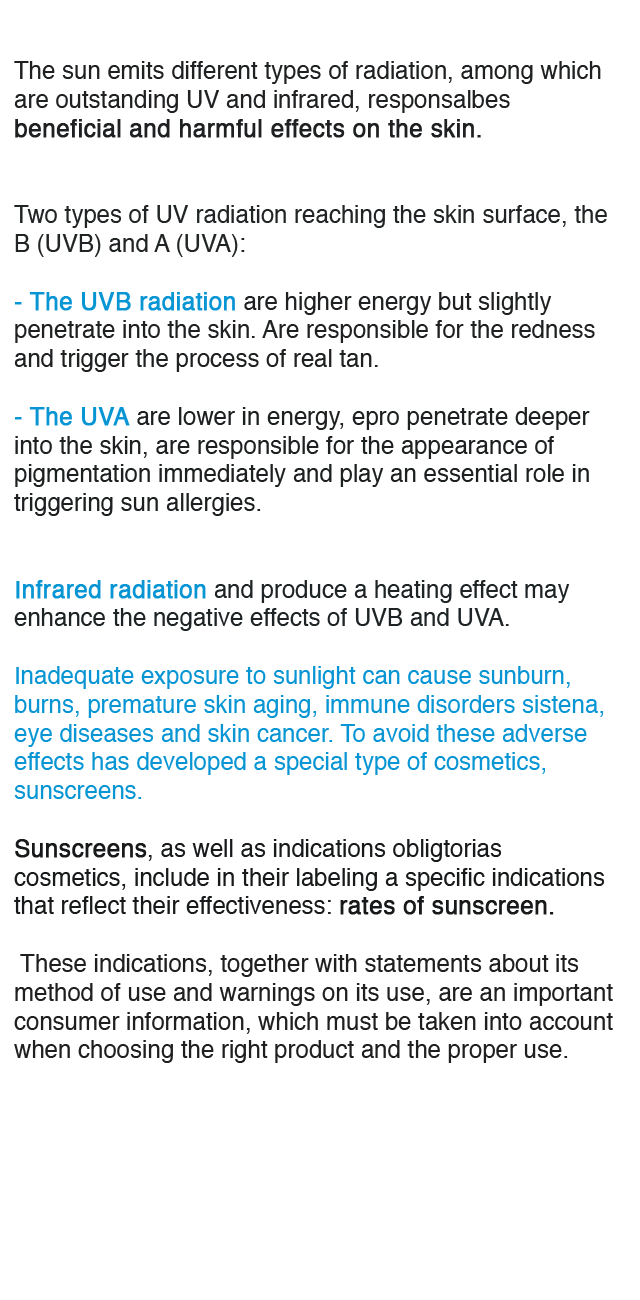 The sun emits different types of radiation, among which
are outstanding UV and infrared, responsalbes
beneficial and harmful effects on the skin.
Two types of UV radiation reaching the skin surface, the
B (UVB) and A (UVA):
- The UVB radiation are higher energy but slightly
penetrate into the skin. Are responsible for the redness
and trigger the process of real tan.
- The UVA are lower in energy, epro penetrate deeper
into the skin, are responsible for the appearance of
pigmentation immediately and play an essential role in
triggering sun allergies.
Infrared radiation and produce a heating effect may
enhance the negative effects of UVB and UVA.
Inadequate exposure to sunlight can cause sunburn,
burns, premature skin aging, immune disorders sistena,
eye diseases and skin cancer. To avoid these adverse
effects has developed a special type of cosmetics,
sunscreens.
Sunscreens, as well as indications obligtorias
cosmetics, include in their labeling a specific indications
that reflect their effectiveness: rates of sunscreen.
These indications, together with statements about its
method of use and warnings on its use, are an important
consumer information, which must be taken into account
when choosing the right product and the proper use.